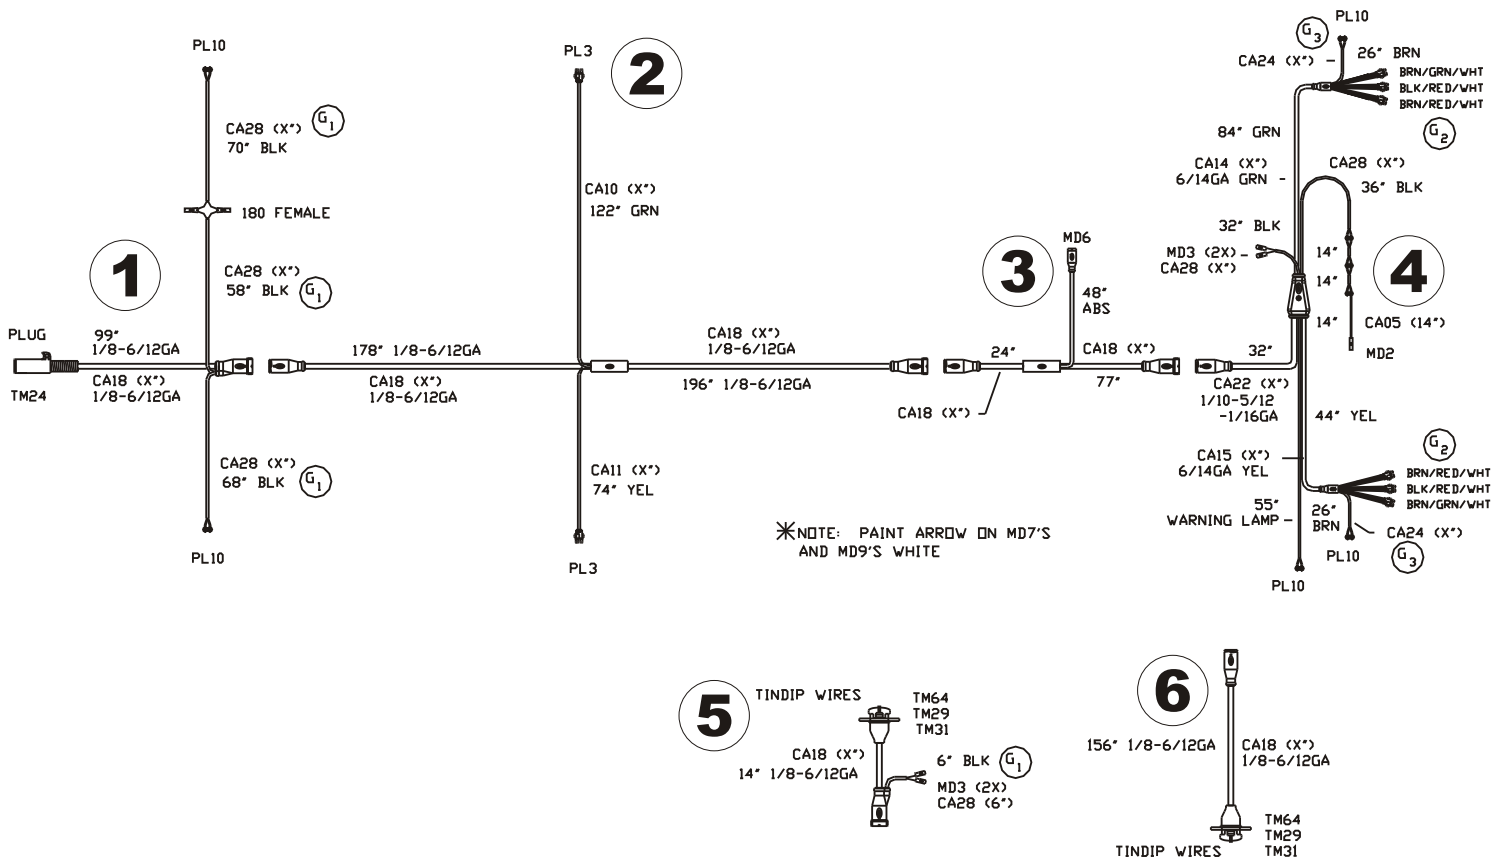 PL10
CA28 (X")
G1
70" BLK
180 FEMALE
1
CA28 (X")
58" BLK
G1
PLUG
99"
1/8-6/12GA
CA18 (X")
1/8-6/12GA
TM24
CA28 (X")
68" BLK
G1
PL10
PL3
2
CA10 (X")
122" GRN
178" 1/8-6/12GA
CA18 (X")
1/8-6/12GA
CA18 (X")
1/8-6/12GA
196" 1/8-6/12GA
CA11 (X")
74" YEL
PL3
3
MD6
48"
ABS
24"
CA18 (X")
77"
CA18 (X")
*NOTE: PAINT ARROW ON MD7'S
AND MD9'S WHITE
PL10
G3
CA24 (X")
26" BRN
BRN/GRN/WHT
BLK/RED/WHT
BRN/RED/WHT
G2
84" GRN
CA14 (X")
6/14GA GRN
CA28 (X")
36" BLK
32" BLK
MD3 (2X)
CA28 (X")
14"
14"
14"
4
CA05 (14")
MD2
32"
CA22 (X")
1/10-5/12
-1/16GA
44" YEL
CA15 (X")
6/14GA YEL
G2
BRN/RED/WHT
BLK/RED/WHT
BRN/GRN/WHT
55"
WARNING LAMP
26"
BRN
CA24 (X")
PL10
G3
PL10
5
TINDIP WIRES
TM64
TM29
TM31
CA18 (X")
14" 1/8-6/12GA
6" BLK
G1
MD3 (2X)
CA28 (6")
6
156" 1/8-6/12GA
CA18 (X")
1/8-6/12GA
TM64
TM29
TM31
TINDIP WIRES